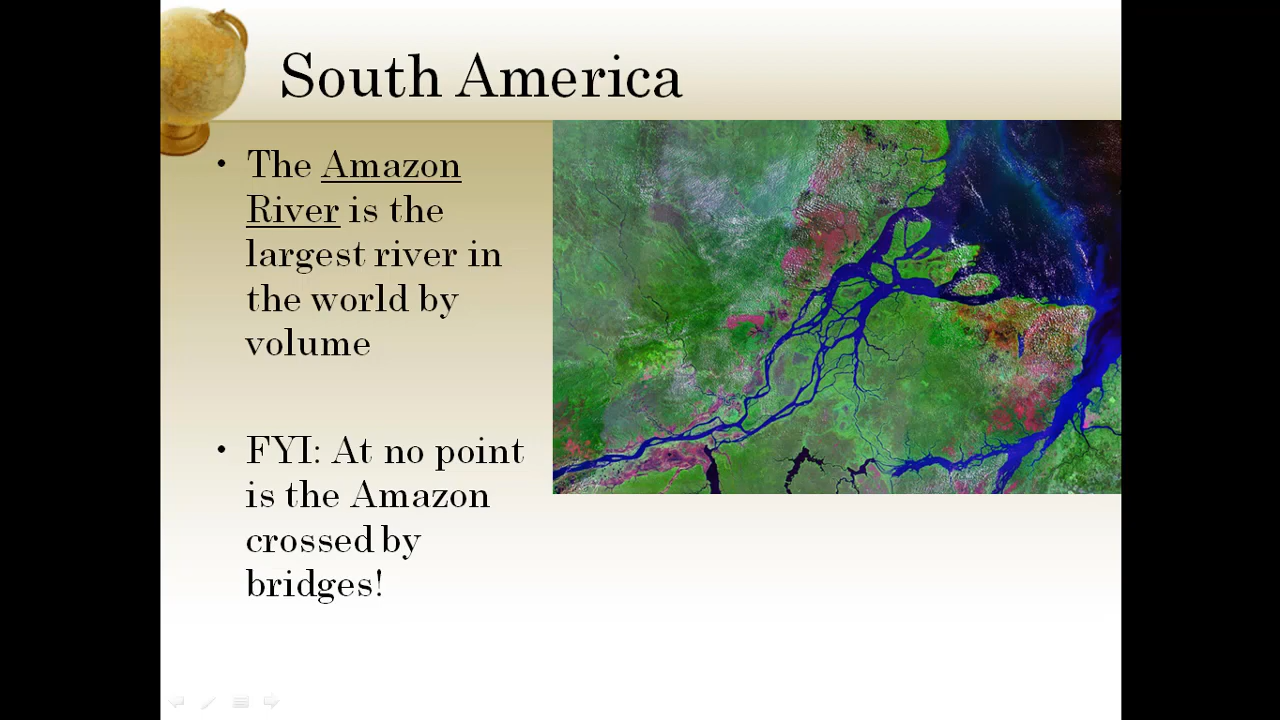 South America
• The Amazon
River is the
largest river in
the world by
volume
• FYI: At no point
is the Amazon
crossed by
bridges!